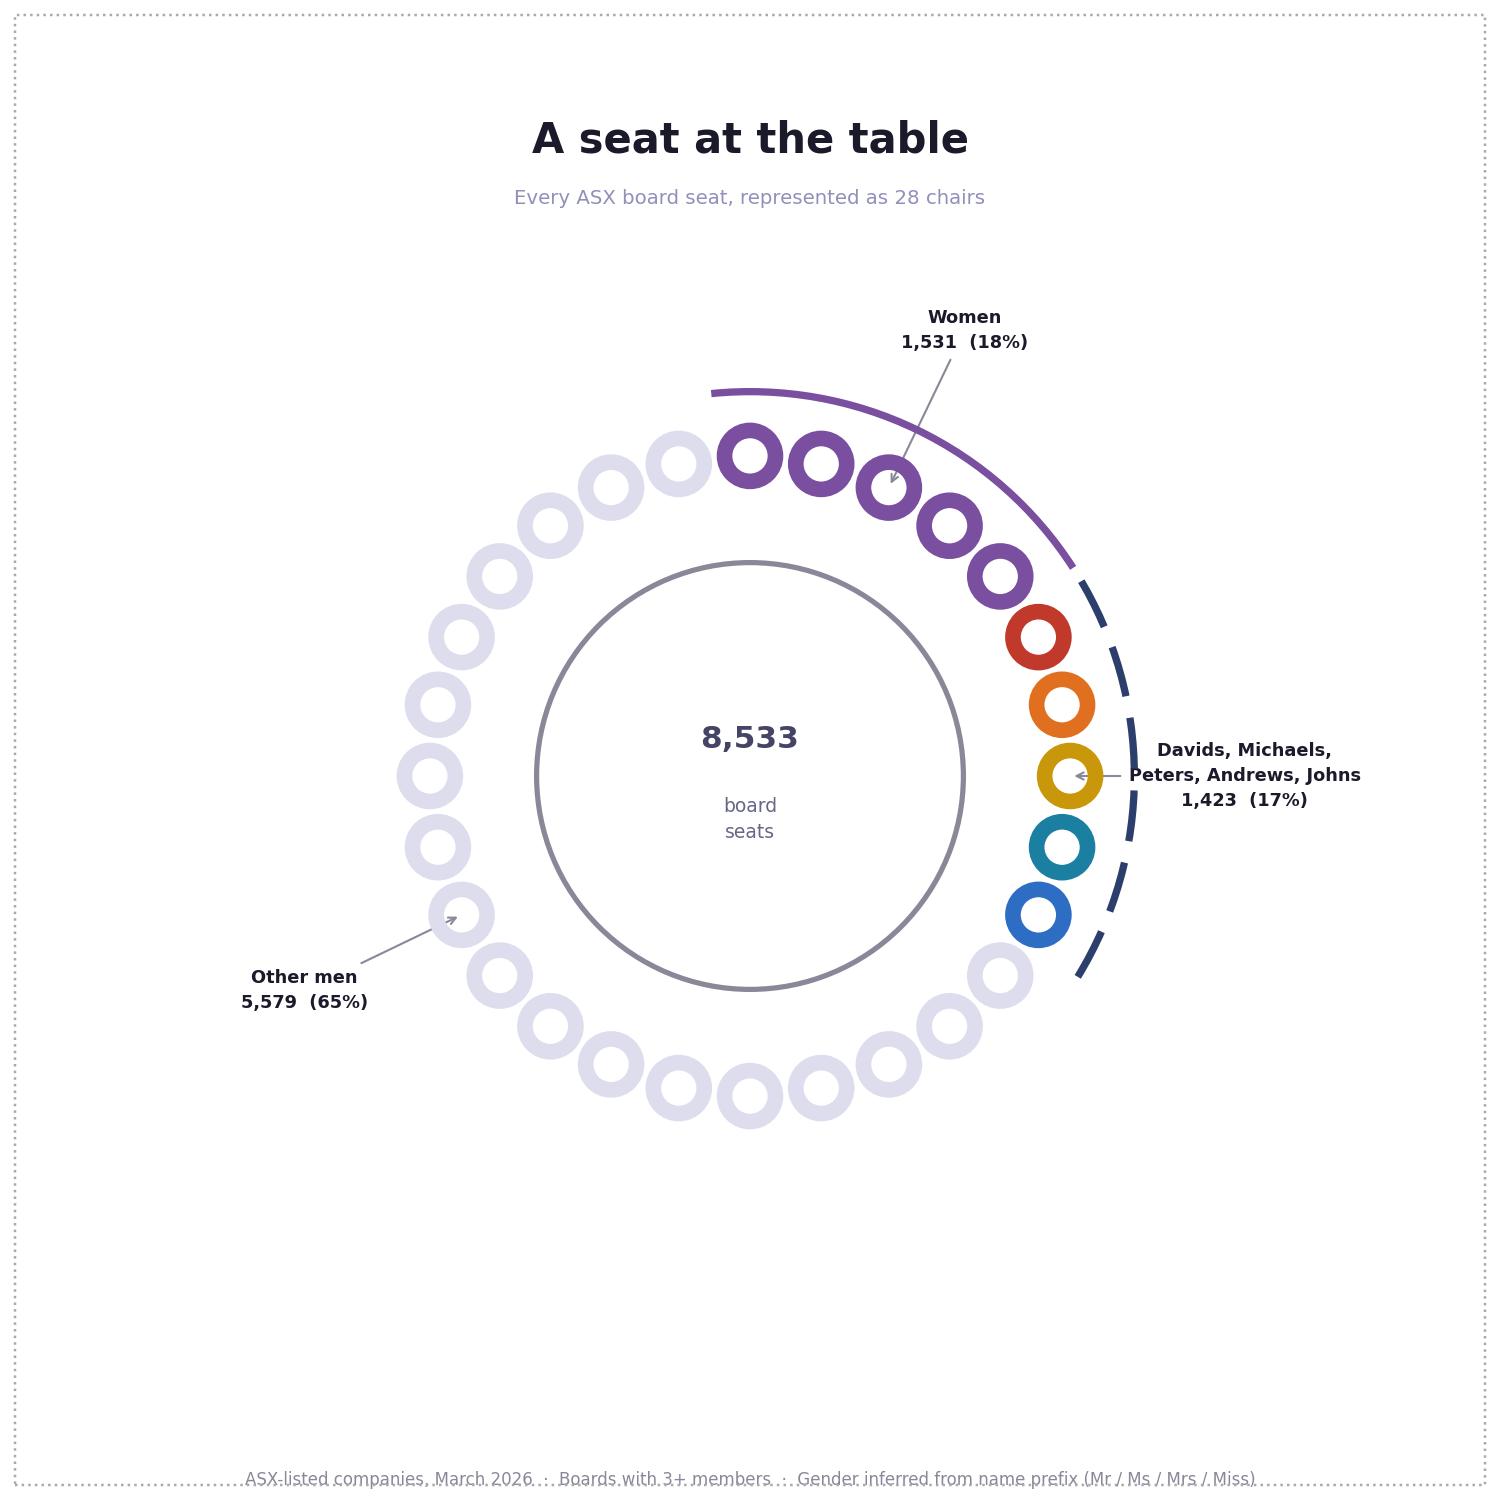 A seat at the table
Every ASX board seat, represented as 28 chairs
Women
1,531  (18%)
8,533
board
seats
Davids, Michaels,
Peters, Andrews, Johns
1,423  (17%)
Other men
5,579  (65%)
ASX-listed companies, March 2026  ·  Boards with 3+ members  ·  Gender inferred from name prefix (Mr / Ms / Mrs / Miss)